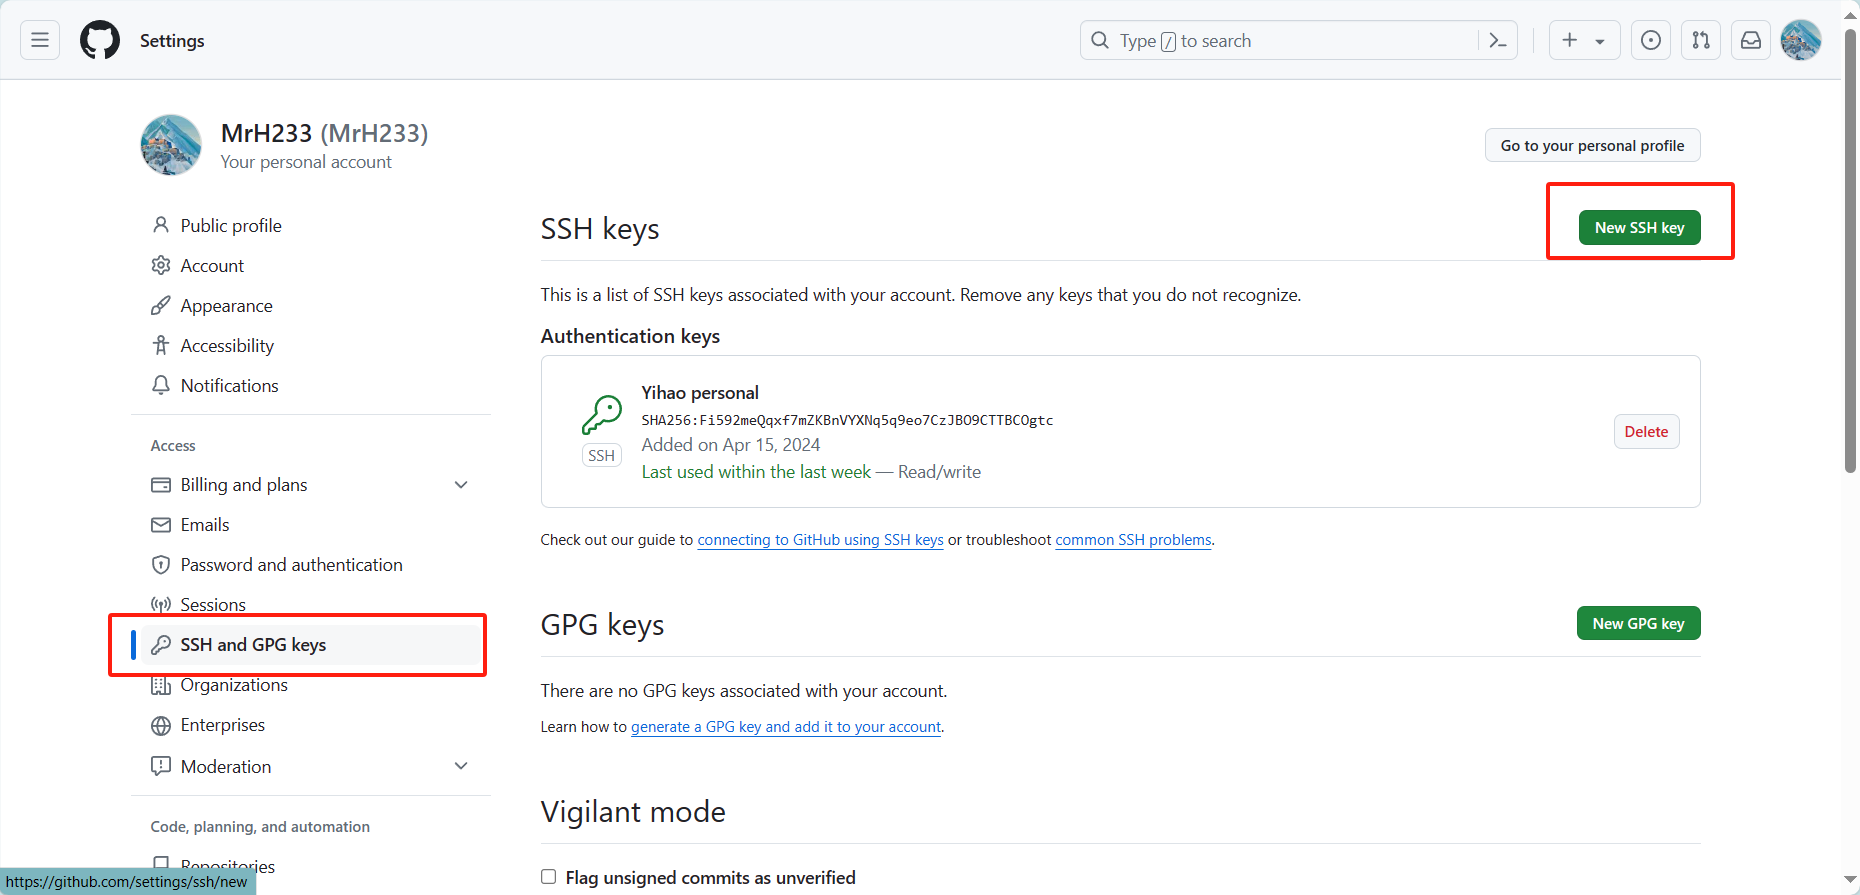 Settings
Type / to search
MrH233 (MrH233)
Your personal account
Go to your personal profile
Public profile
Account
Appearance
Accessibility
Notifications
Access
Billing and plans
Emails
Password and authentication
Sessions
SSH and GPG keys
Organizations
Enterprises
Moderation
Code, planning, and automation
Repositories
SSH keys
New SSH key
This is a list of SSH keys associated with your account. Remove any keys that you do not recognize.
Authentication keys
Yihao personal
SHA256:Fi592meQqxf7mZKBnVYXNq5q9eo7CzJBO9CTTBCOgtc
Added on Apr 15, 2024
Last used within the last week — Read/write
SSH
Delete
Check out our guide to connecting to GitHub using SSH keys or troubleshoot common SSH problems.
GPG keys
New GPG key
There are no GPG keys associated with your account.
Learn how to generate a GPG key and add it to your account.
Vigilant mode
Flag unsigned commits as unverified
https://github.com/settings/ssh/new